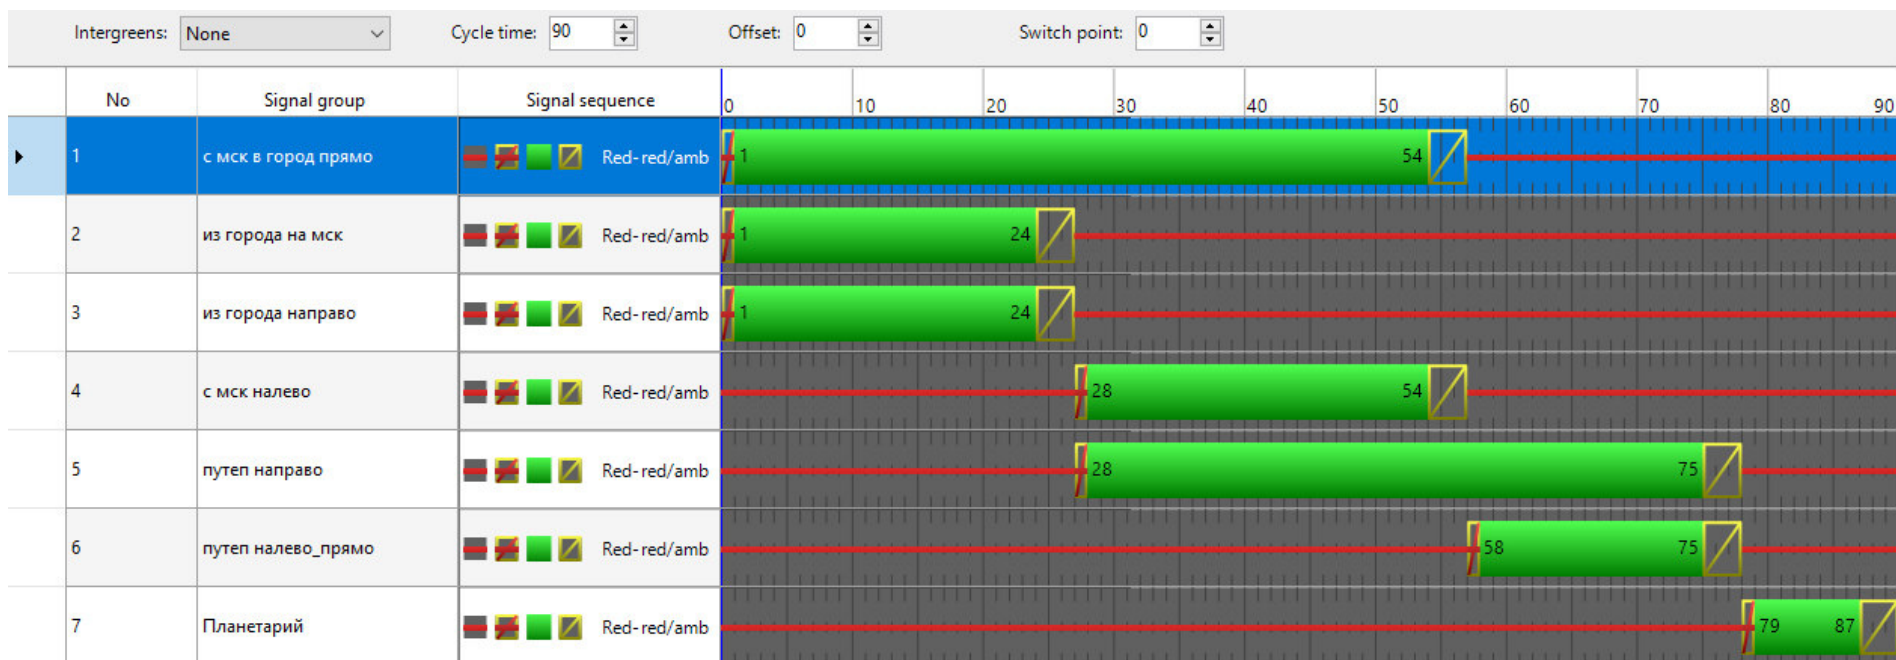 Intergreens: None Cycle time: 90 Offset: 0 Switch point: 0
No Signal group Signal sequence 0 10 20 30 40 50 60 70 80 90
1 с мск в город прямо Red-red/amb 1 54
2 из города на мск Red-red/amb 1 24
3 из города направо Red-red/amb 1 24
4 с мск налево Red-red/amb 28 54
5 путеп направо Red-red/amb 28 75
6 путеп налево_прямо Red-red/amb 58 75
7 Планетарий Red-red/amb 79 87